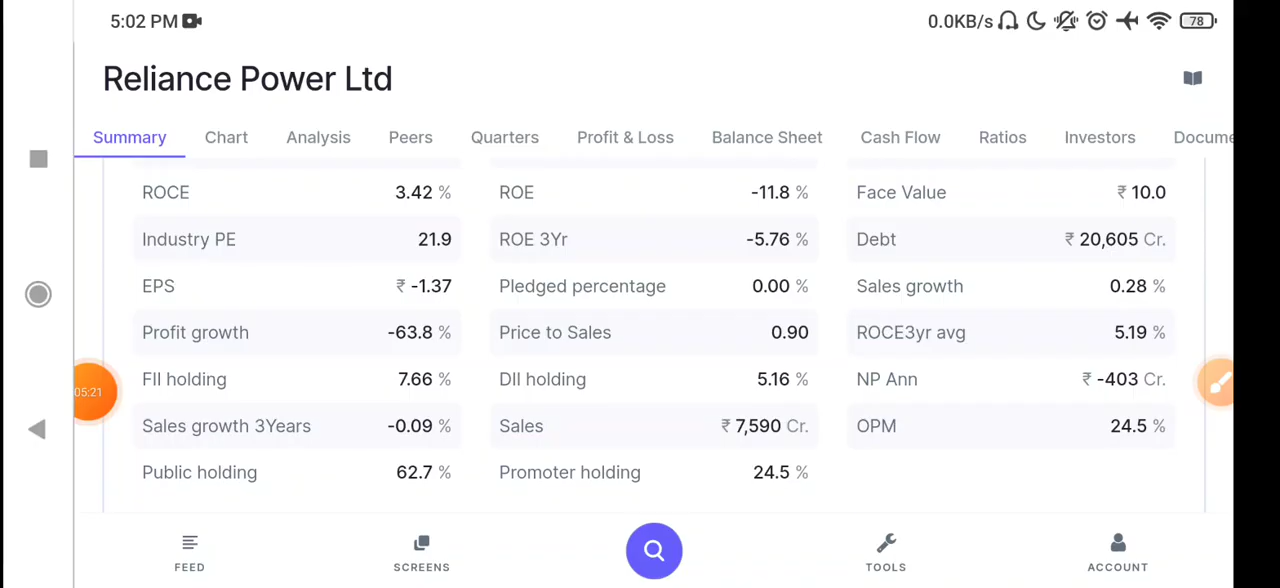 5:02 PM 0.0KB/s 78
Reliance Power Ltd
Summary Chart Analysis Peers Quarters Profit & Loss Balance Sheet Cash Flow Ratios Investors Docume
ROCE 3.42 % ROE -11.8 % Face Value ₹ 10.0
Industry PE 21.9 ROE 3Yr -5.76 % Debt ₹ 20,605 Cr.
EPS ₹ -1.37 Pledged percentage 0.00 % Sales growth 0.28 %
Profit growth -63.8 % Price to Sales 0.90 ROCE3yr avg 5.19 %
FII holding 7.66 % DII holding 5.16 % NP Ann ₹ -403 Cr.
05:21
Sales growth 3Years -0.09 % Sales ₹ 7,590 Cr. OPM 24.5 %
Public holding 62.7 % Promoter holding 24.5 %
FEED SCREENS TOOLS ACCOUNT